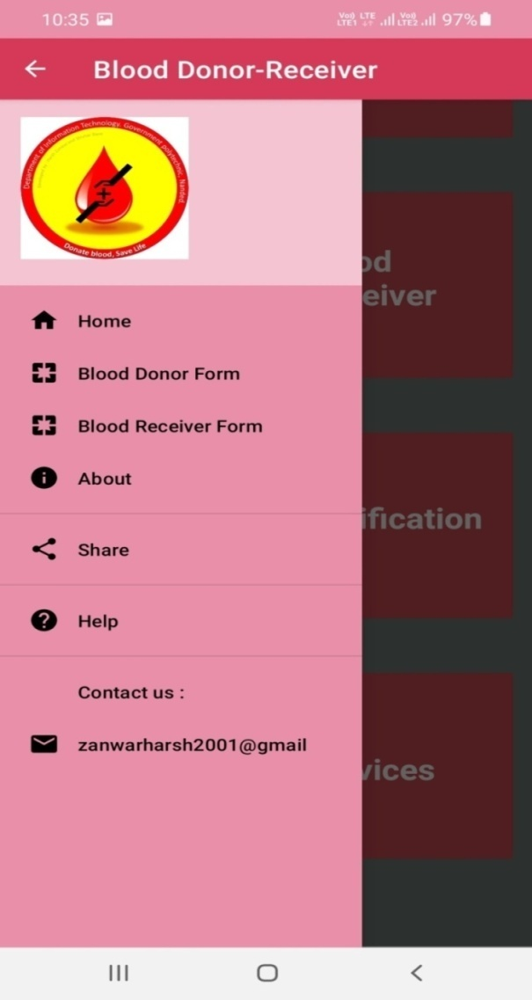 10:35
Vo)) LTE
LTE1
Vo))
LTE2
97%
Blood Donor-Receiver
Department of Information Technology, Government polytechnic, Nanded
Donate blood, Save Life
od
eiver
Home
Blood Donor Form
Blood Receiver Form
About
ification
Share
Help
Contact us :
zanwarharsh2001@gmail
vices